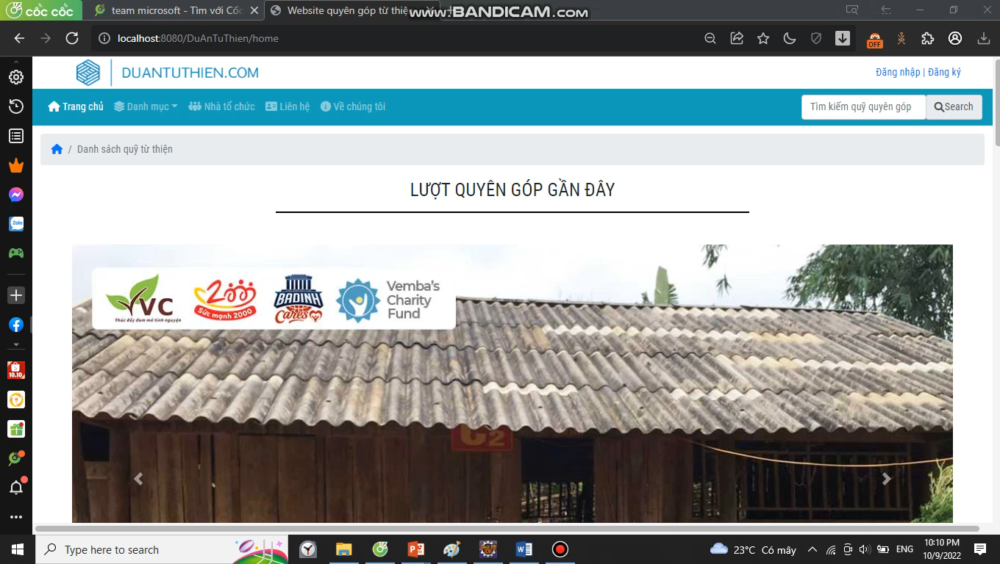 cốc cốc
team microsoft - Tìm với Cốc
Website quyên góp từ thiệ
www.BANDICAM.com
localhost:8080/DuAnTuThien/home
OFF
DUANTUTHIEN.COM
Đăng nhập | Đăng ký
Trang chủ
Danh mục
Nhà tổ chức
Liên hệ
Về chúng tôi
Tìm kiếm quỹ quyên góp
Search
/ Danh sách quỹ từ thiện
LƯỢT QUYÊN GÓP GẦN ĐÂY
VC
Thúc đẩy đam mê tình nguyện
200
Sức mạnh 2000
BADINH
Cares
Vemba's
Charity
Fund
C2
Zalo
10.10
Type here to search
23°C Có mây
ENG
10:10 PM
10/9/2022